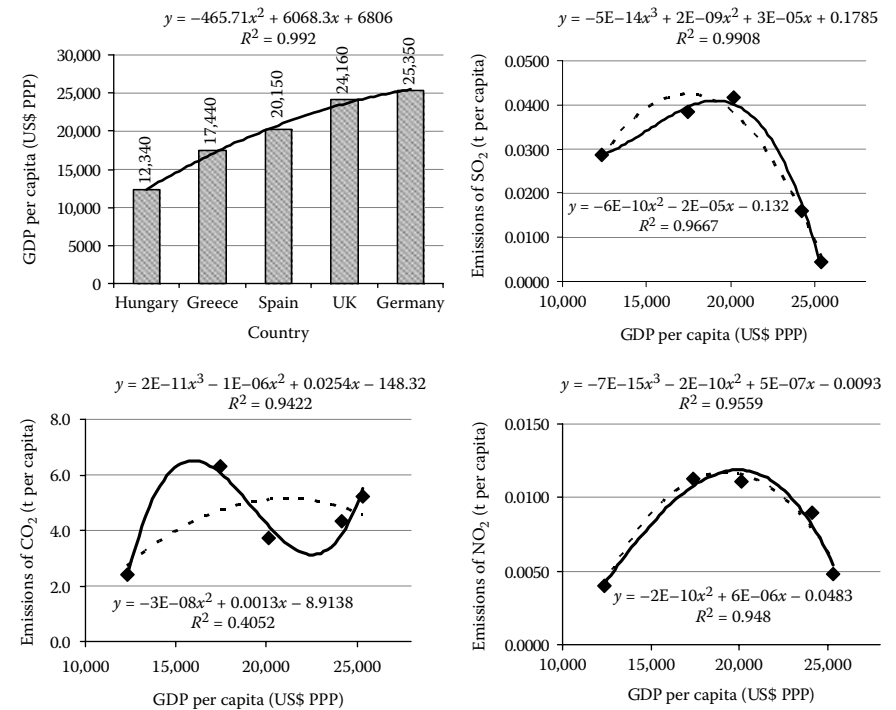 y = −465.71x² + 6068.3x + 6806
R² = 0.992
GDP per capita (US$ PPP)
30,000
25,000
20,000
15,000
10,000
5000
0
12,340
17,440
20,150
24,160
25,350
Hungary Greece Spain UK Germany
Country
y = −5E−14x³ + 2E−09x² + 3E−05x + 0.1785
R² = 0.9908
Emissions of SO₂ (t per capita)
0.0500
0.0400
0.0300
0.0200
0.0100
0.0000
y = −6E−10x² − 2E−05x − 0.132
R² = 0.9667
10,000 15,000 20,000 25,000
GDP per capita (US$ PPP)
y = 2E−11x³ − 1E−06x² + 0.0254x − 148.32
R² = 0.9422
Emissions of CO₂ (t per capita)
8.0
6.0
4.0
2.0
0.0
y = −3E−08x² + 0.0013x − 8.9138
R² = 0.4052
10,000 15,000 20,000 25,000
GDP per capita (US$ PPP)
y = −7E−15x³ − 2E−10x² + 5E−07x − 0.0093
R² = 0.9559
Emissions of NO₂ (t per capita)
0.0150
0.0100
0.0050
0.0000
y = −2E−10x² + 6E−06x − 0.0483
R² = 0.948
10,000 15,000 20,000 25,000
GDP per capita (US$ PPP)